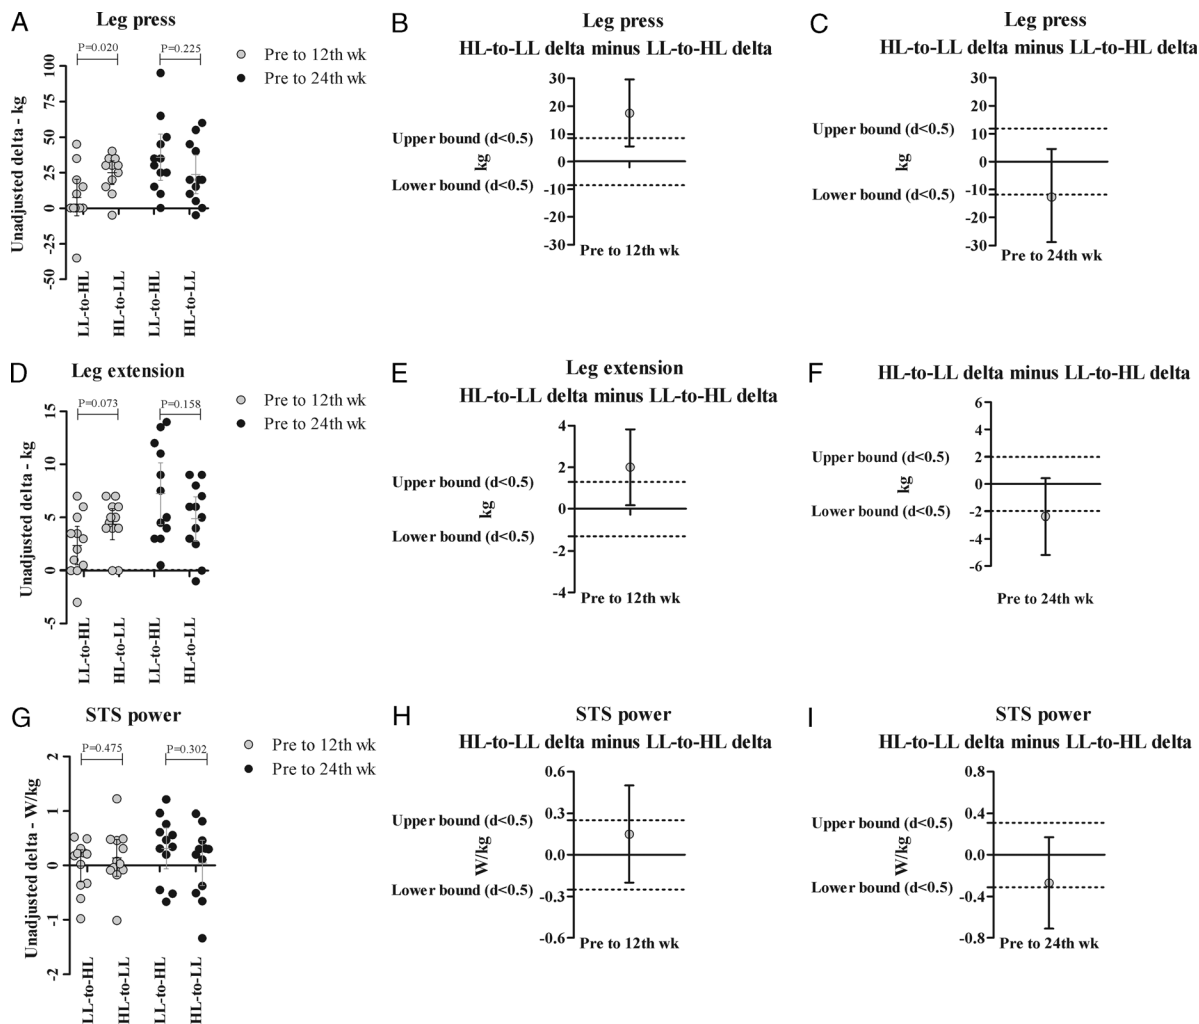 A
Leg press
P=0.020
P=0.225
Pre to 12th wk
Pre to 24th wk
Unadjusted delta - kg
100
75
50
25
0
-25
-50
LL-to-HL
HL-to-LL
LL-to-HL
HL-to-LL
B
Leg press
HL-to-LL delta minus LL-to-HL delta
Upper bound (d<0.5)
kg
Lower bound (d<0.5)
30
20
10
0
-10
-20
-30
Pre to 12th wk
C
Leg press
HL-to-LL delta minus LL-to-HL delta
Upper bound (d<0.5)
kg
Lower bound (d<0.5)
30
20
10
0
-10
-20
-30
Pre to 24th wk
D
Leg extension
P=0.073
P=0.158
Pre to 12th wk
Pre to 24th wk
Unadjusted delta - kg
15
10
5
0
-5
LL-to-HL
HL-to-LL
LL-to-HL
HL-to-LL
E
Leg extension
HL-to-LL delta minus LL-to-HL delta
Upper bound (d<0.5)
kg
Lower bound (d<0.5)
4
2
0
-2
-4
Pre to 12th wk
F
HL-to-LL delta minus LL-to-HL delta
Upper bound (d<0.5)
kg
Lower bound (d<0.5)
6
4
2
0
-2
-4
-6
Pre to 24th wk
G
STS power
P=0.475
P=0.302
Pre to 12th wk
Pre to 24th wk
Unadjusted delta - W/kg
2
1
0
-1
-2
LL-to-HL
HL-to-LL
LL-to-HL
HL-to-LL
H
STS power
HL-to-LL delta minus LL-to-HL delta
Upper bound (d<0.5)
W/kg
Lower bound (d<0.5)
0.6
0.3
0.0
-0.3
-0.6
Pre to 12th wk
I
STS power
HL-to-LL delta minus LL-to-HL delta
Upper bound (d<0.5)
W/kg
Lower bound (d<0.5)
0.8
0.4
0.0
-0.4
-0.8
Pre to 24th wk